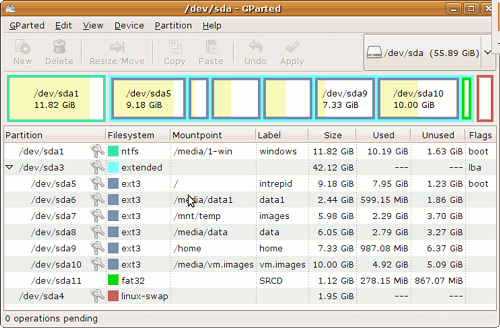 /dev/sda - GParted
GParted Edit View Device Partition Help
New Delete Resize/Move Copy Paste Undo Apply /dev/sda (55.89 GiB)
/dev/sda1 /dev/sda5 /dev/sda9 /dev/sda10
11.82 GiB 9.18 GiB 7.33 GiB 10.00 GiB
Partition Filesystem Mountpoint Label Size Used Unused Flags
/dev/sda1 ntfs /media/1-win windows 11.82 GiB 10.19 GiB 1.63 GiB boot
/dev/sda3 extended 42.12 GiB --- --- lba
/dev/sda5 ext3 / intrepid 9.18 GiB 7.95 GiB 1.23 GiB boot
/dev/sda6 ext3 /media/data1 data1 2.44 GiB 599.15 MiB 1.86 GiB
/dev/sda7 ext3 /mnt/temp images 5.98 GiB 2.29 GiB 3.70 GiB
/dev/sda8 ext3 /media/data data 6.05 GiB 2.79 GiB 3.27 GiB
/dev/sda9 ext3 /home home 7.33 GiB 987.08 MiB 6.37 GiB
/dev/sda10 ext3 /media/vm.images vm.images 10.00 GiB 4.92 GiB 5.09 GiB
/dev/sda11 fat32 SRCD 1.12 GiB 278.15 MiB 867.07 MiB
/dev/sda4 linux-swap 1.95 GiB --- ---
0 operations pending